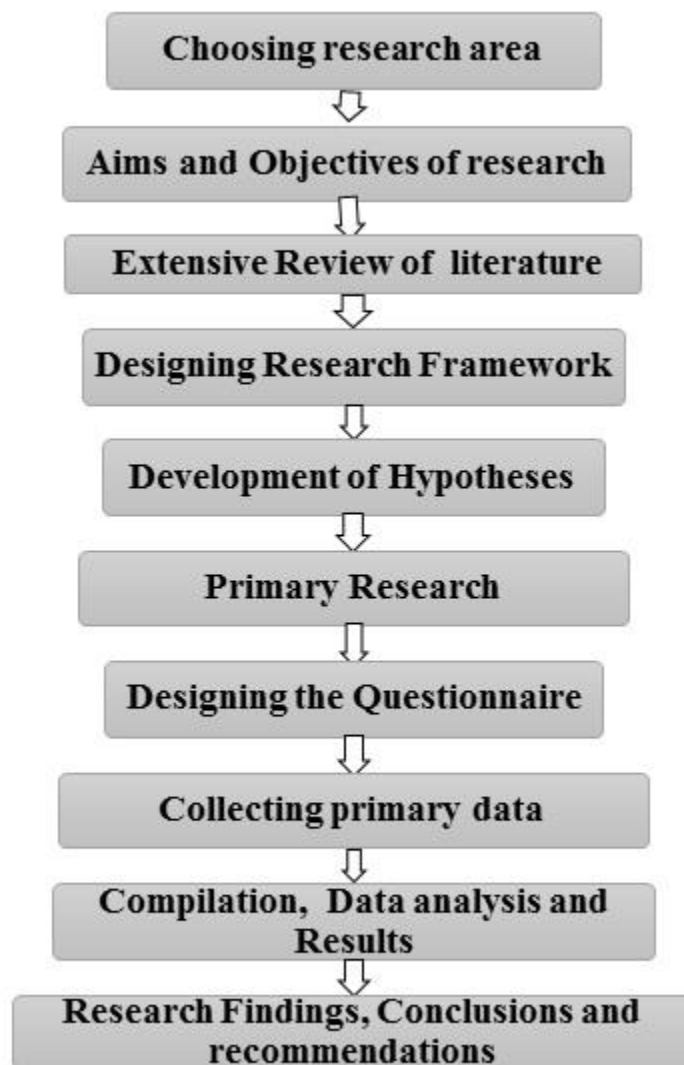 Choosing research area
Aims and Objectives of research
Extensive Review of literature
Designing Research Framework
Development of Hypotheses
Primary Research
Designing the Questionnaire
Collecting primary data
Compilation, Data analysis and
Results
Research Findings, Conclusions and
recommendations